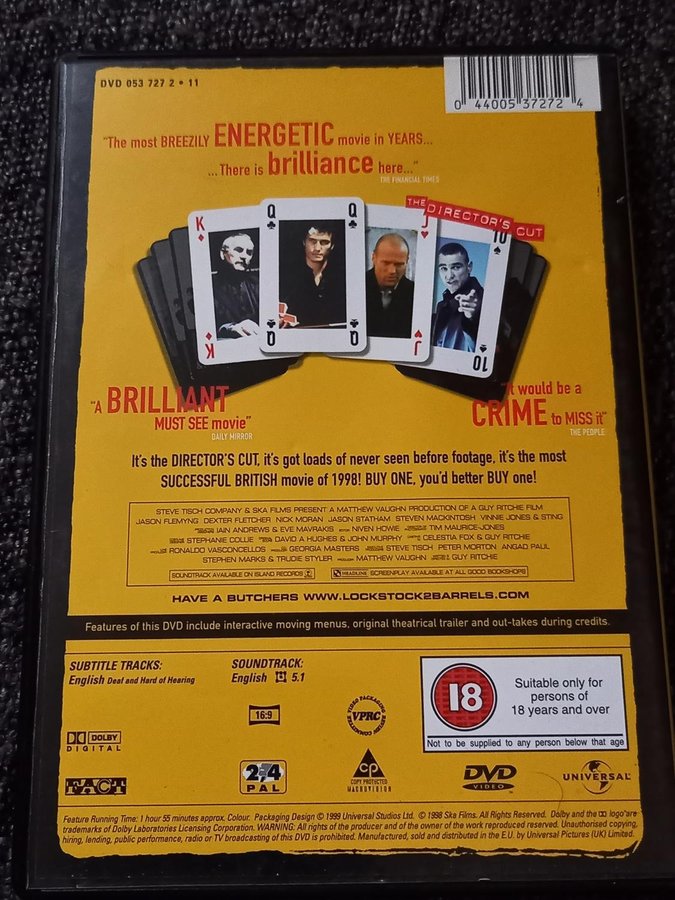 DVD 053 727 2 • 11
0 44005 37272 4
"The most BREEZILY ENERGETIC movie in YEARS...
...There is brilliance here..."
THE FINANCIAL TIMES
THE DIRECTOR'S CUT
K
Q
Q
J
10
K
Q
Q
J
10
"A BRILLIANT
MUST SEE movie"
DAILY MIRROR
"It would be a
CRIME to MISS it"
THE PEOPLE
It's the DIRECTOR'S CUT, it's got loads of never seen before footage, it's the most
SUCCESSFUL BRITISH movie of 1998! BUY ONE, you'd better BUY one!
STEVE TISCH COMPANY & SKA FILMS PRESENT A MATTHEW VAUGHN PRODUCTION OF A GUY RITCHIE FILM
JASON FLEMYNG DEXTER FLETCHER NICK MORAN JASON STATHAM STEVEN MACKINTOSH VINNIE JONES & STING
IAIN ANDREWS & EVE MAVRAKIS NIVEN HOWIE TIM MAURICE-JONES
STEPHANIE COLLIE DAVID A HUGHES & JOHN MURPHY CELESTIA FOX & GUY RITCHIE
RONALDO VASCONCELLOS GEORGIA MASTERS STEVE TISCH PETER MORTON ANGAD PAUL
STEPHEN MARKS & TRUDIE STYLER MATTHEW VAUGHN GUY RITCHIE
SOUNDTRACK AVAILABLE ON ISLAND RECORDS
HEADLINE SCREENPLAY AVAILABLE AT ALL GOOD BOOKSHOPS
HAVE A BUTCHERS WWW.LOCKSTOCK2BARRELS.COM
Features of this DVD include interactive moving menus, original theatrical trailer and out-takes during credits.
SUBTITLE TRACKS:
English Deaf and Hard of Hearing
SOUNDTRACK:
English 5.1
18
Suitable only for
persons of
18 years and over
Not to be supplied to any person below that age
16:9
VIDEO PACKAGING REVIEW COMMITTEE
VPRC
DOLBY
DIGITAL
FACT
2 4
PAL
CP
COPY PROTECTED
MACROVISION
DVD
VIDEO
UNIVERSAL
Feature Running Time: 1 hour 55 minutes approx. Colour. Packaging Design © 1999 Universal Studios Ltd. © 1998 Ska Films. All Rights Reserved. Dolby and the logo are
trademarks of Dolby Laboratories Licensing Corporation. WARNING: All rights of the producer and of the owner of the work reproduced reserved. Unauthorised copying,
hiring, lending, public performance, radio or TV broadcasting of this DVD is prohibited. Manufactured, sold and distributed in the E.U. by Universal Pictures (UK) Limited.